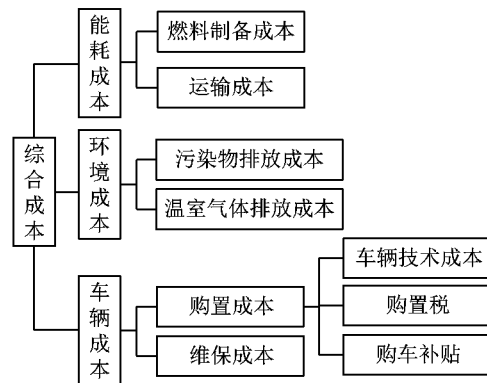 综合成本
能耗成本
燃料制备成本
运输成本
环境成本
污染物排放成本
温室气体排放成本
车辆成本
购置成本
车辆技术成本
购置税
购车补贴
维保成本